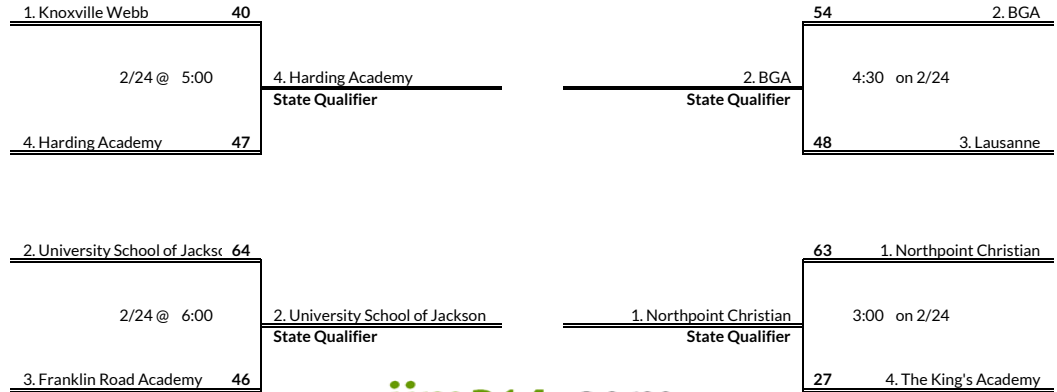 1. Knoxville Webb 40
2/24 @ 5:00
4. Harding Academy
State Qualifier
4. Harding Academy 47
54 2. BGA
2. BGA
4:30 on 2/24
State Qualifier
48 3. Lausanne
2. University School of Jackso 64
2/24 @ 6:00
2. University School of Jackson
State Qualifier
3. Franklin Road Academy 46
63 1. Northpoint Christian
1. Northpoint Christian
3:00 on 2/24
State Qualifier
27 4. The King's Academy